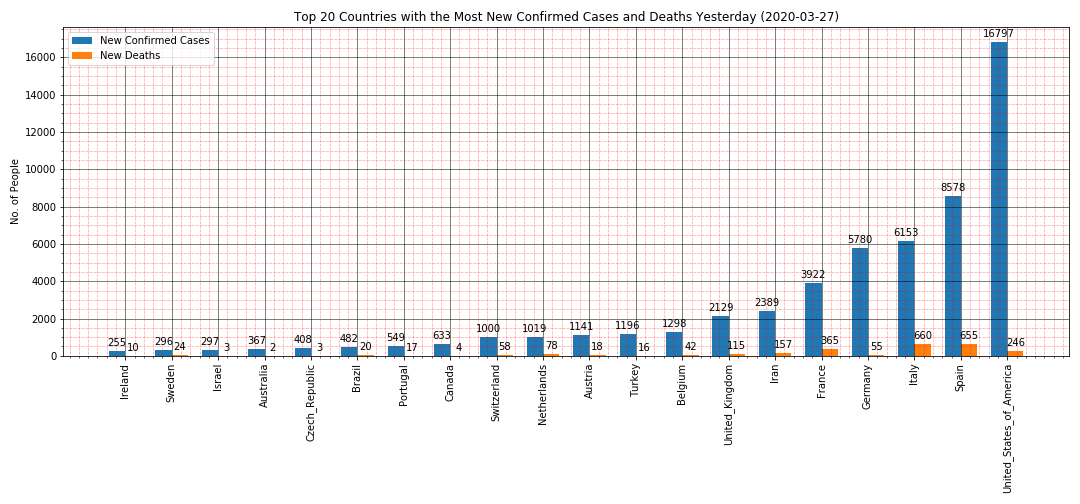 Top 20 Countries with the Most New Confirmed Cases and Deaths Yesterday (2020-03-27)
New Confirmed Cases
New Deaths
No. of People
16000
14000
12000
10000
8000
6000
4000
2000
0
255 10 296 24 297 3 367 2 408 3 482 20 549 17 633 4 1000 58 1019 78 1141 18 1196 16 1298 42 2129 115 2389 157 3922 365 5780 55 6153 660 8578 655 16797 246
Ireland
Sweden
Israel
Australia
Czech_Republic
Brazil
Portugal
Canada
Switzerland
Netherlands
Austria
Turkey
Belgium
United_Kingdom
Iran
France
Germany
Italy
Spain
United_States_of_America